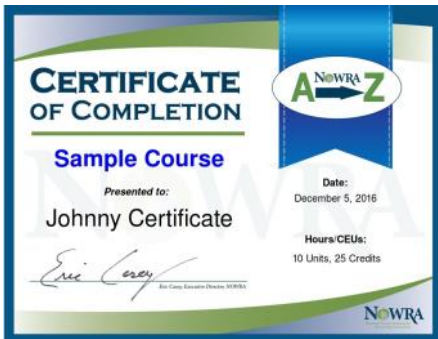 CERTIFICATE
OF COMPLETION
Sample Course
Presented to:
Johnny Certificate
Eric Casey
Eric Casey, Executive Director, NOWRA
NOWRA
A Z
Date:
December 5, 2016
Hours/CEUs:
10 Units, 25 Credits
NOWRA
NOWRA